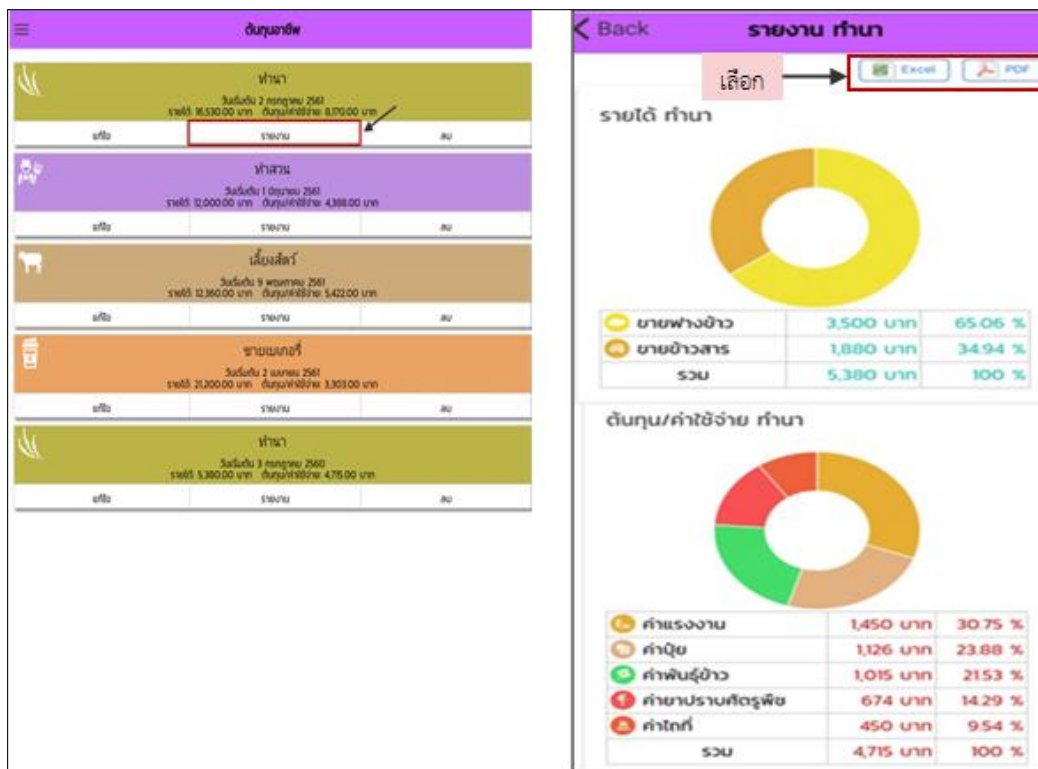 ต้นทุนอาชีพ
ทำนา
วันเริ่มต้น 2 กรกฎาคม 2561
รายได้: 16,530.00 บาท ต้นทุน/ค่าใช้จ่าย: 8,170.00 บาท
แก้ไข รายงาน ลบ
ทำสวน
วันเริ่มต้น 1 มิถุนายน 2561
รายได้: 12,000.00 บาท ต้นทุน/ค่าใช้จ่าย: 4,388.00 บาท
แก้ไข รายงาน ลบ
เลี้ยงสัตว์
วันเริ่มต้น 9 พฤษภาคม 2561
รายได้: 12,360.00 บาท ต้นทุน/ค่าใช้จ่าย: 5,422.00 บาท
แก้ไข รายงาน ลบ
ขายเบเกอรี่
วันเริ่มต้น 2 เมษายน 2561
รายได้: 21,200.00 บาท ต้นทุน/ค่าใช้จ่าย: 3,303.00 บาท
แก้ไข รายงาน ลบ
ทำนา
วันเริ่มต้น 3 กรกฎาคม 2560
รายได้: 5,380.00 บาท ต้นทุน/ค่าใช้จ่าย: 4,715.00 บาท
แก้ไข รายงาน ลบ
Back รายงาน ทำนา
เลือก Excel PDF
รายได้ ทำนา
ขายฟางข้าว 3,500 บาท 65.06 %
ขายข้าวสาร 1,880 บาท 34.94 %
รวม 5,380 บาท 100 %
ต้นทุน/ค่าใช้จ่าย ทำนา
ค่าแรงงาน 1,450 บาท 30.75 %
ค่าปุ๋ย 1,126 บาท 23.88 %
ค่าพันธุ์ข้าว 1,015 บาท 21.53 %
ค่ายาปราบศัตรูพืช 674 บาท 14.29 %
ค่าไถที่ 450 บาท 9.54 %
รวม 4,715 บาท 100 %